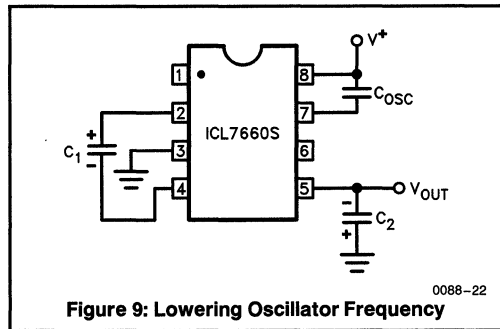 V+
1
8
COSC
2
7
+
C1
-
ICL7660S
3
6
4
5
VOUT
-
C2
+
0088-22
Figure 9: Lowering Oscillator Frequency